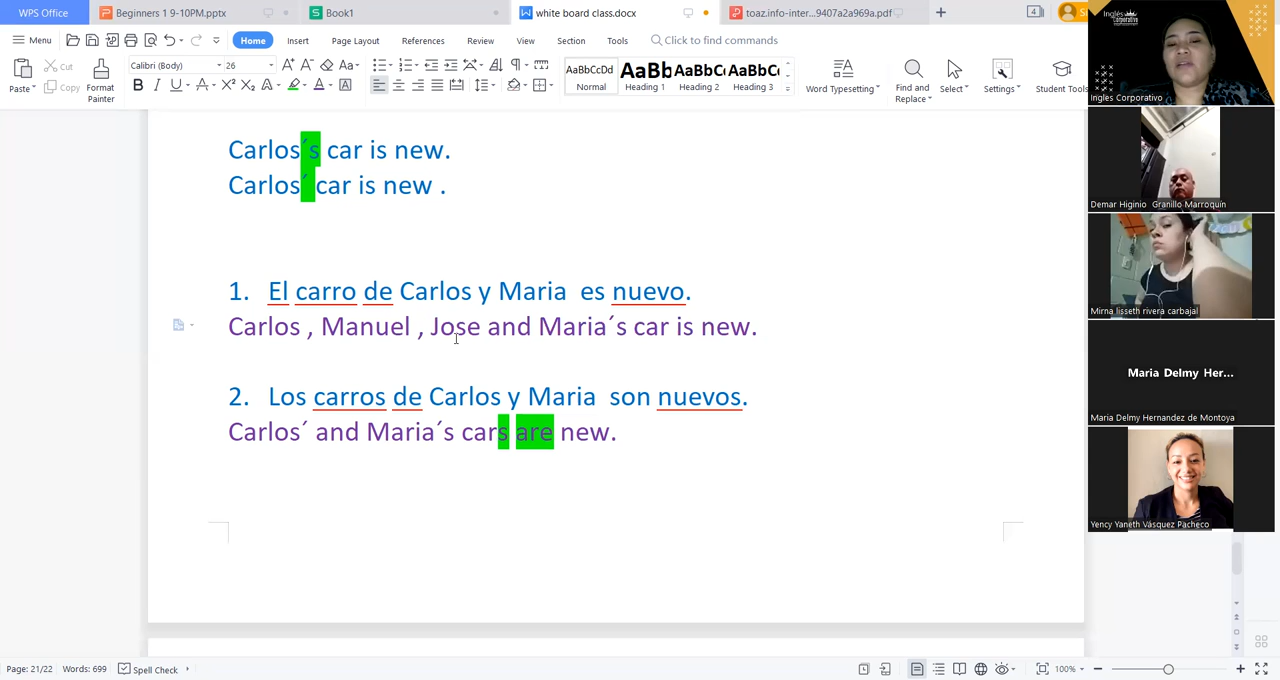 WPS Office
Beginners 1 9-10PM.pptx
Book1
white board class.docx
toaz.info-inter...9407a2a969a.pdf
Menu
Home
Insert
Page Layout
References
Review
View
Section
Tools
Click to find commands
Paste
Cut
Copy
Format Painter
Calibri (Body)
26
B I U
AaBbCcDd
Normal
AaBb
Heading 1
AaBbCc
Heading 2
AaBbCc
Heading 3
Word Typesetting
Find and Replace
Select
Settings
Student Tools
Carlos´s car is new.
Carlos´ car is new .
1. El carro de Carlos y Maria es nuevo.
Carlos , Manuel , Jose and Maria´s car is new.
2. Los carros de Carlos y Maria son nuevos.
Carlos´ and Maria´s cars are new.
Page: 21/22
Words: 699
Spell Check
100%
Inglés Corporativo
Ingles Corporativo
Demar Higinio Granillo Marroquin
Mirna lisseth rivera carbajal
Maria Delmy Her...
Maria Delmy Hernandez de Montoya
Yency Yaneth Vásquez Pacheco